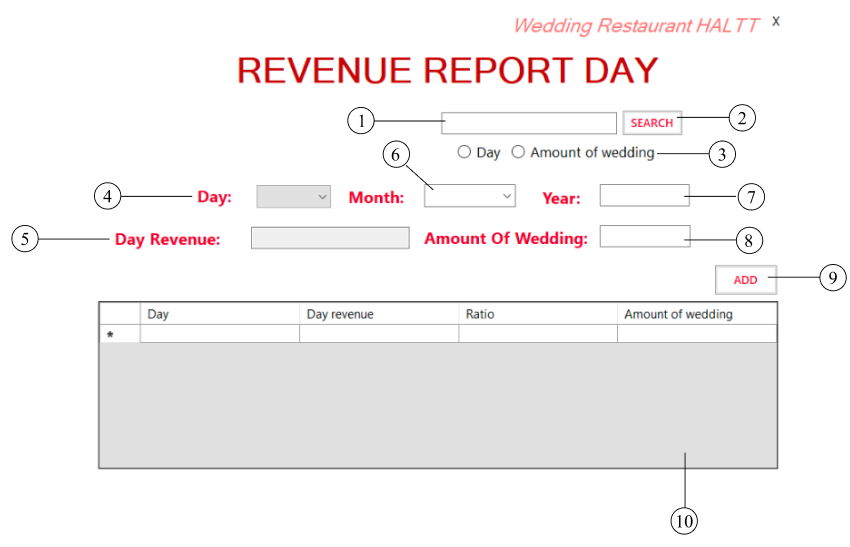 Wedding Restaurant HALTT X
REVENUE REPORT DAY
1 SEARCH 2
Day Amount of wedding 3
6
4 Day: Month: Year: 7
5 Day Revenue: Amount Of Wedding: 8
ADD 9
Day Day revenue Ratio Amount of wedding
*
10